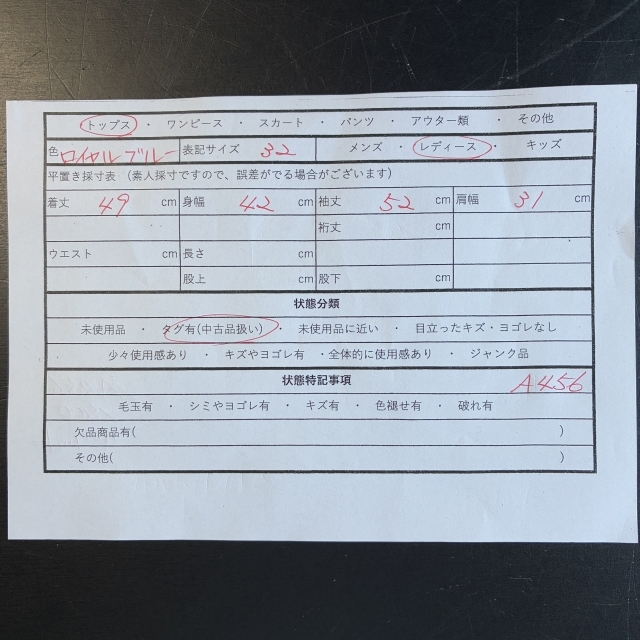 トップス ・ ワンピース ・ スカート ・ パンツ ・ アウター類 ・ その他
色 ロイヤルブルー 表記サイズ 32 メンズ ・ レディース ・ キッズ
平置き採寸表 (素人採寸ですので、誤差がでる場合がございます)
着丈 49 cm 身幅 42 cm 袖丈 52 cm 肩幅 31 cm
裄丈 cm
ウエスト cm 長さ cm
股上 cm 股下 cm
状態分類
未使用品 ・ タグ有(中古品扱い) ・ 未使用品に近い ・ 目立ったキズ・ヨゴレなし
少々使用感あり ・ キズやヨゴレ有 ・全体的に使用感あり ・ ジャンク品
状態特記事項 A456
毛玉有 ・ シミやヨゴレ有 ・ キズ有 ・ 色褪せ有 ・ 破れ有
欠品商品有( )
その他( )